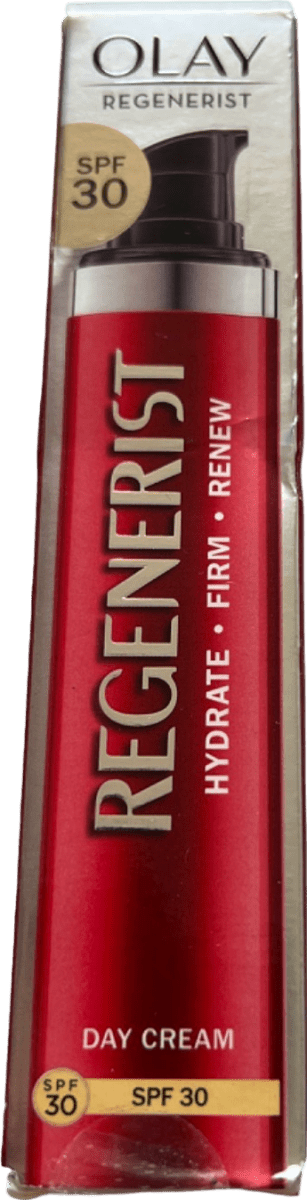 OLAY
REGENERIST
SPF
30
REGENERIST
HYDRATE • FIRM • RENEW
DAY CREAM
SPF
30
SPF 30